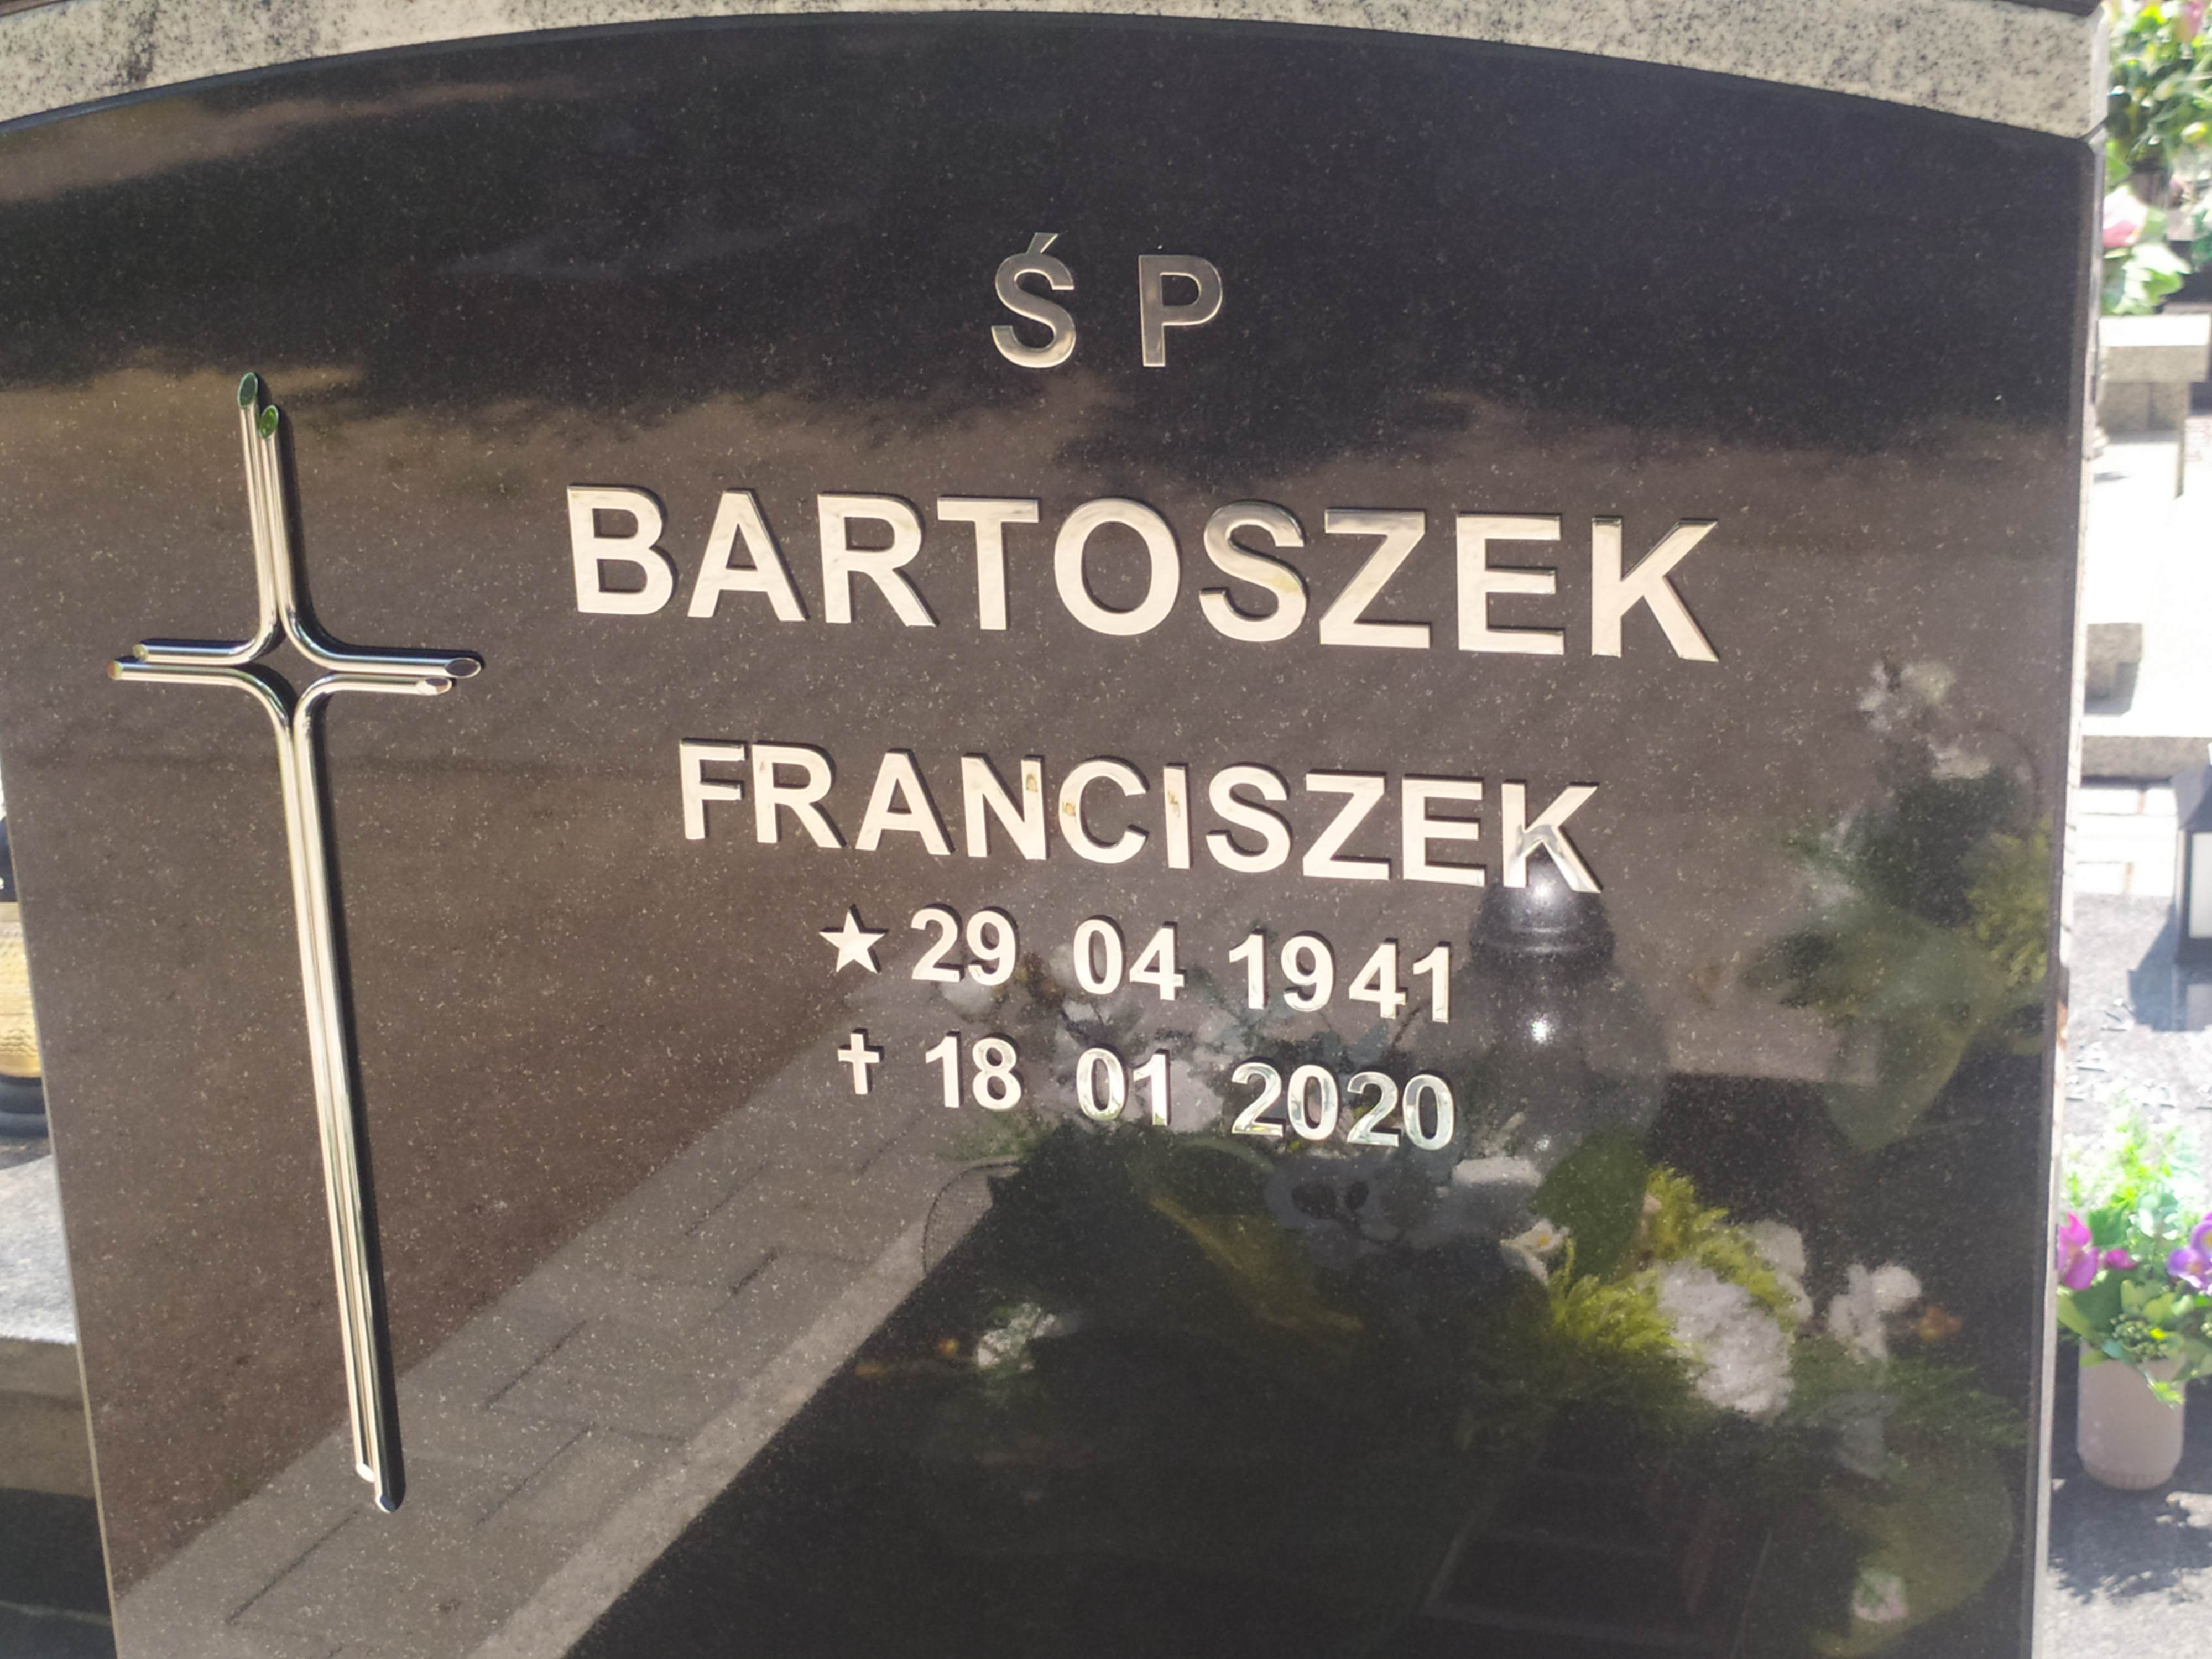 Ś P
BARTOSZEK
FRANCISZEK
★ 29 04 1941
✝ 18 01 2020